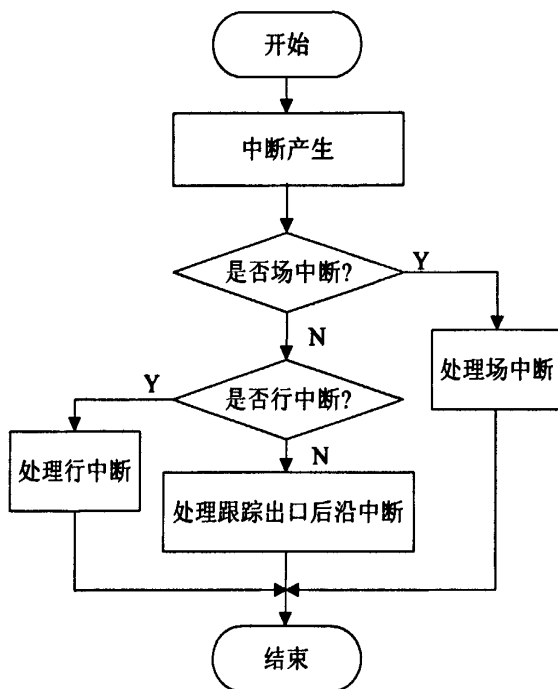 开始
中断产生
是否场中断?
Y
N
处理场中断
Y
是否行中断?
处理行中断
N
处理跟踪出口后沿中断
结束